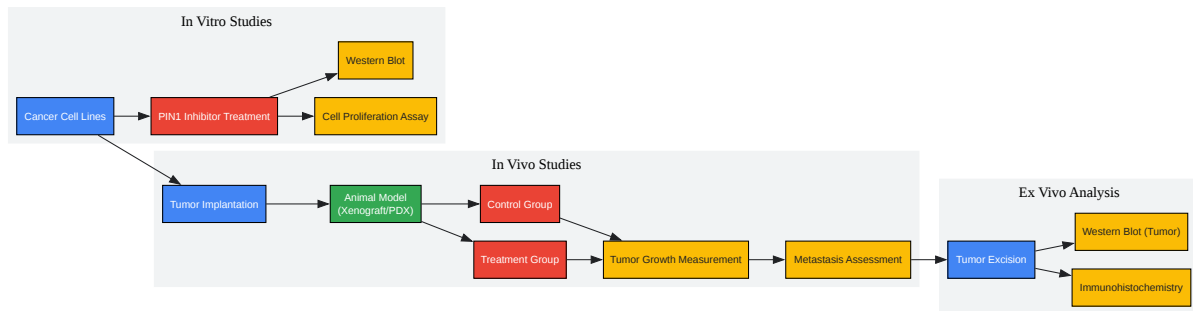 In Vitro Studies
Western Blot
Cancer Cell Lines
PIN1 Inhibitor Treatment
Cell Proliferation Assay
In Vivo Studies
Tumor Implantation
Animal Model
(Xenograft/PDX)
Control Group
Treatment Group
Tumor Growth Measurement
Metastasis Assessment
Ex Vivo Analysis
Western Blot (Tumor)
Tumor Excision
Immunohistochemistry